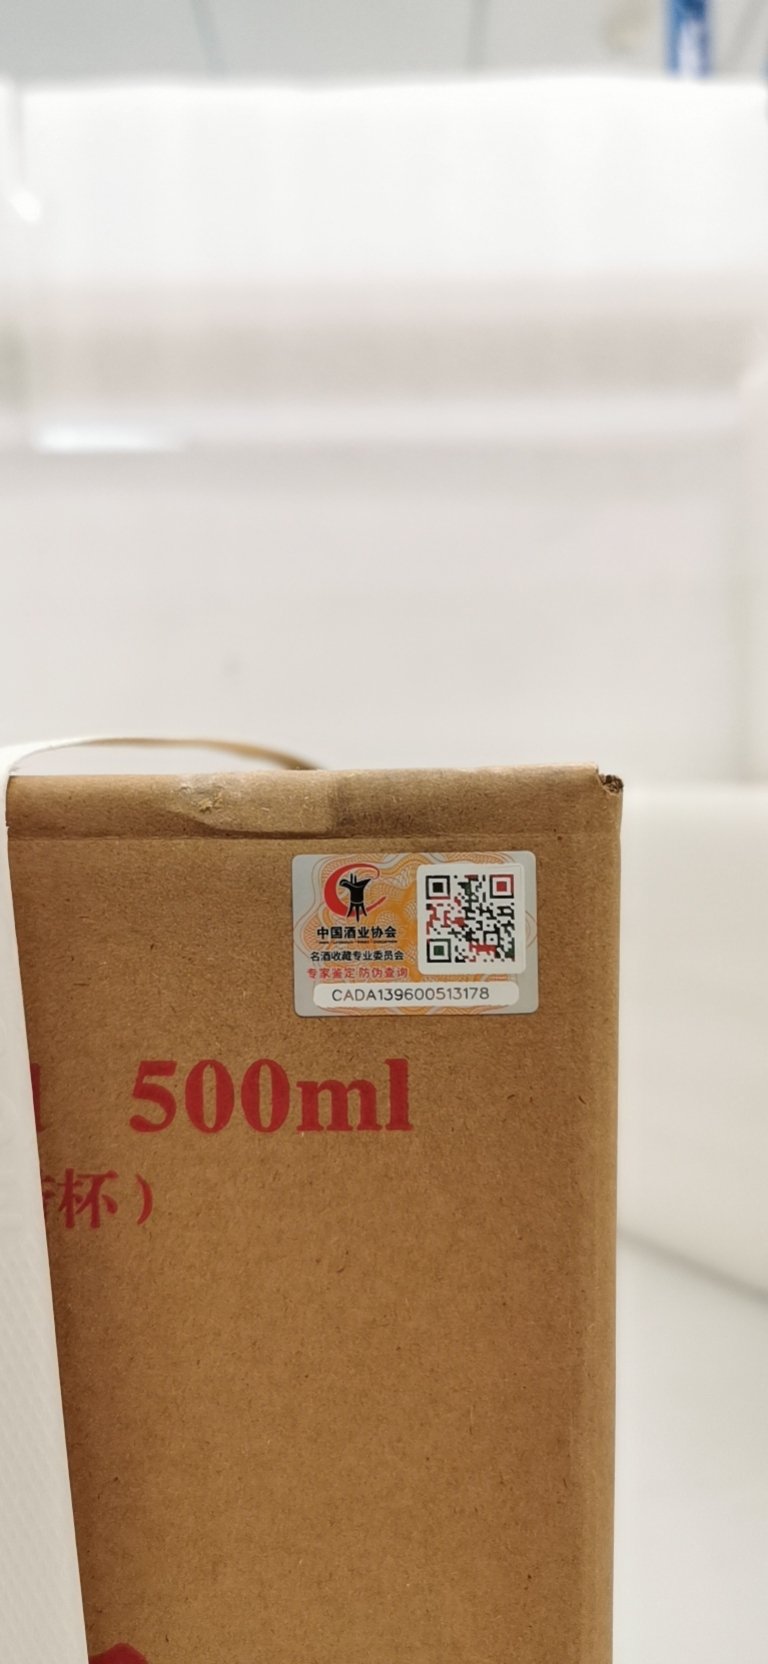 中国酒业协会
名酒收藏专业委员会
专家鉴定 防伪查询
CADA139600513178
500ml
杯）